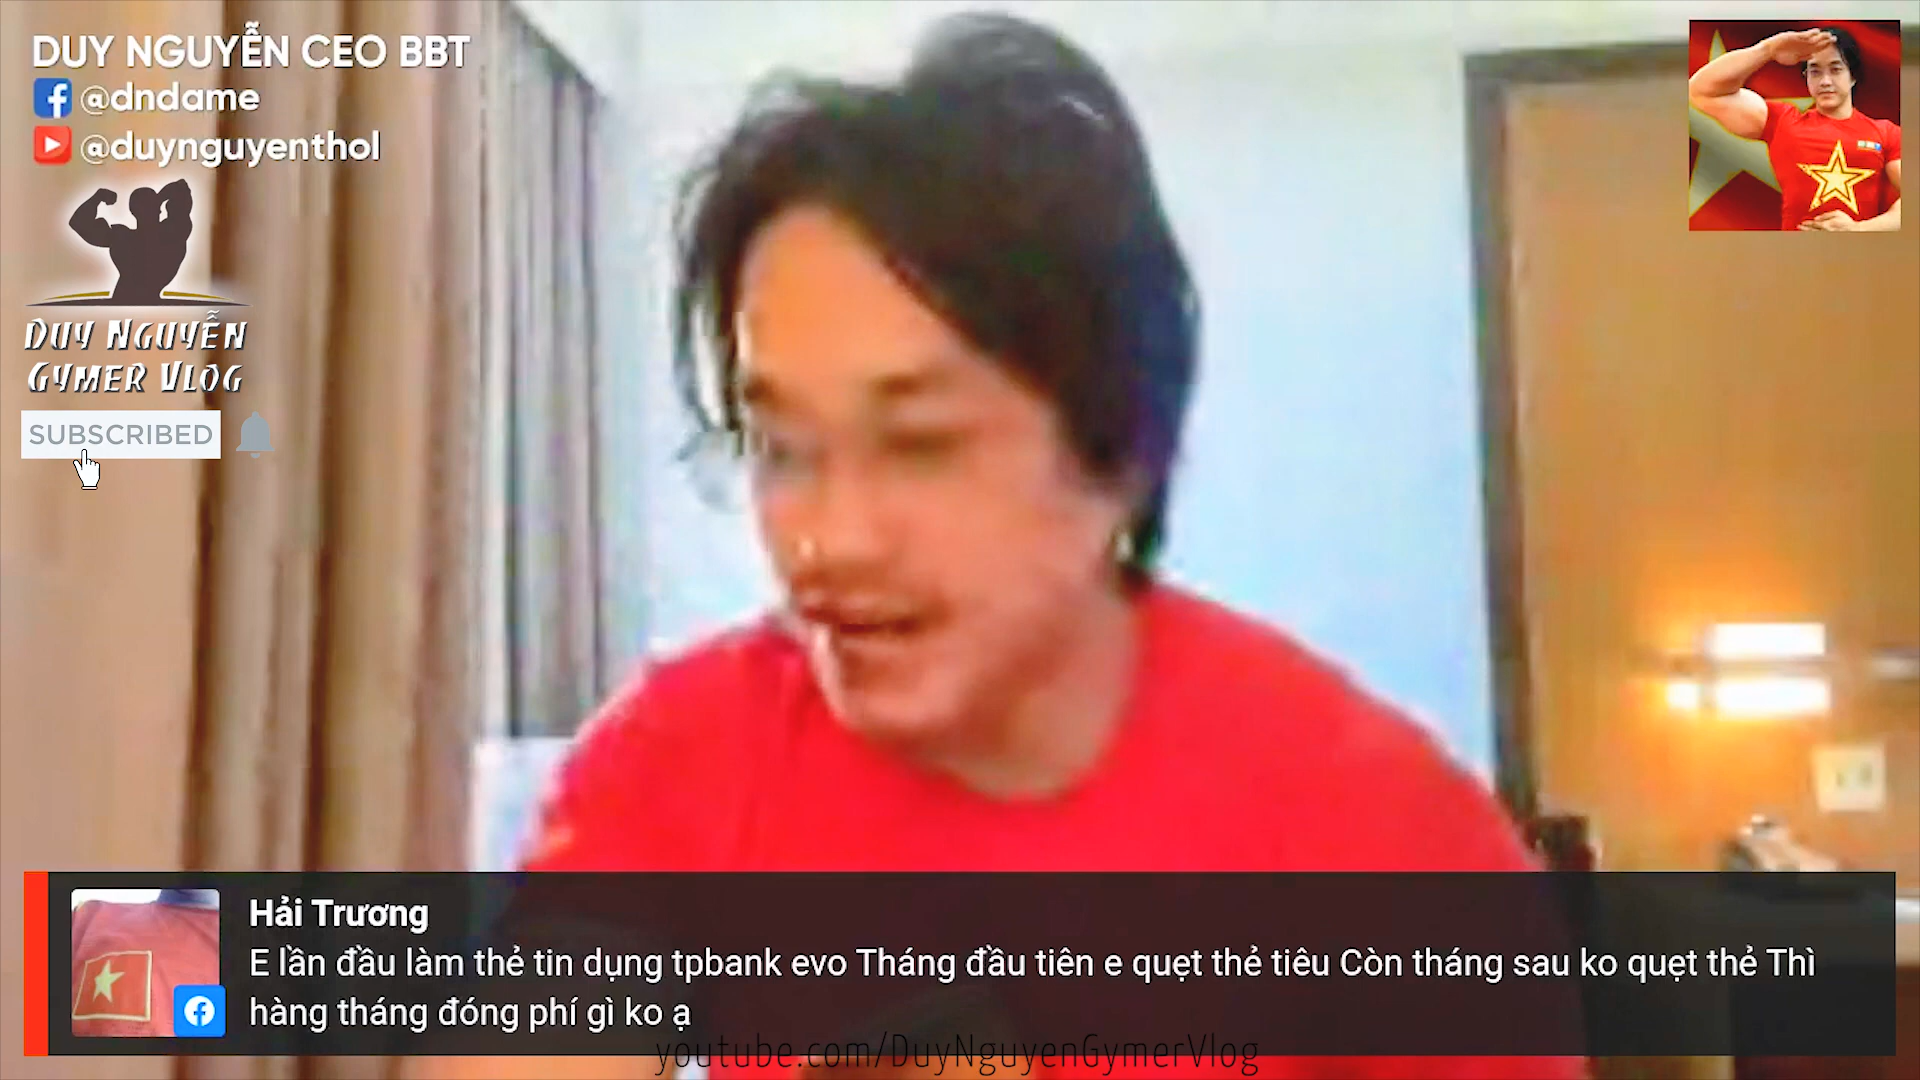 DUY NGUYỄN CEO BBT
@dndame
@duynguyenthol
DUY NGUYỄN
GYMER VLOG
SUBSCRIBED
Hải Trương
E lần đầu làm thẻ tin dụng tpbank evo Tháng đầu tiên e quẹt thẻ tiêu Còn tháng sau ko quẹt thẻ Thì
hàng tháng đóng phí gì ko ạ
youtube.com/DuyNguyenGymerVlog